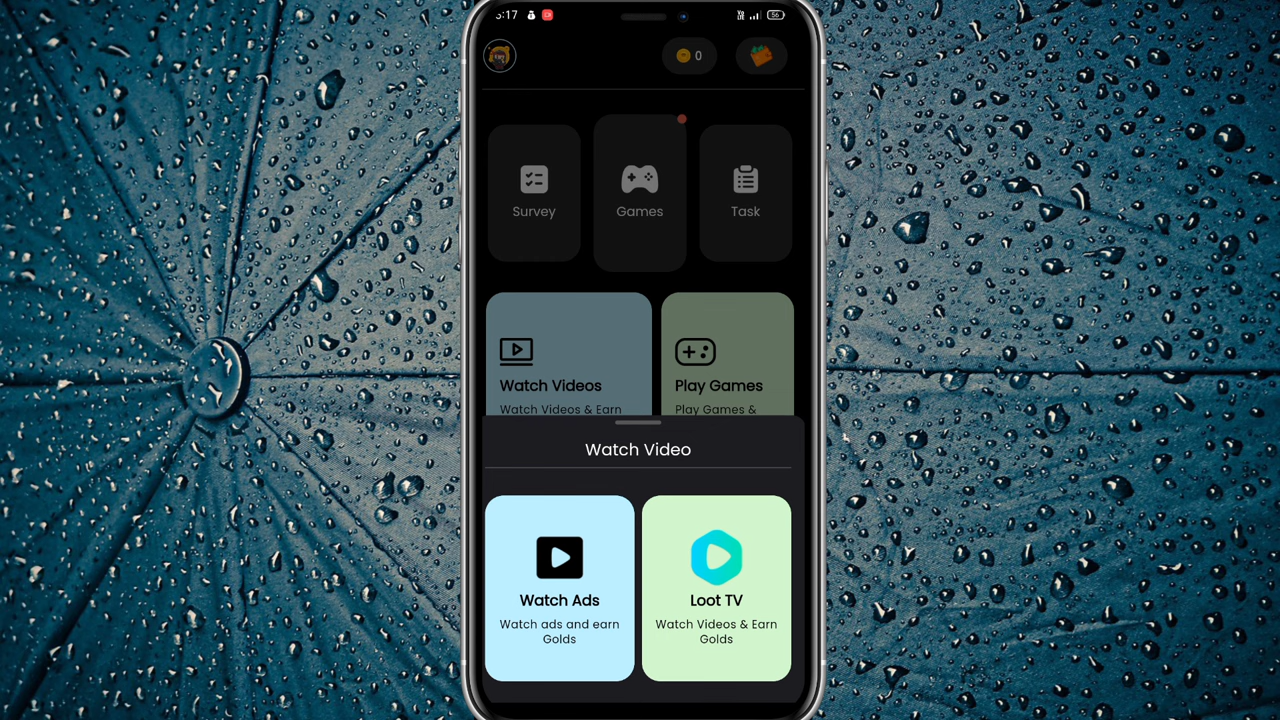 :17
56
0
Survey
Games
Task
Watch Videos
Play Games
Watch Videos & Earn
Play Games &
Watch Video
Watch Ads
Loot TV
Watch ads and earn
Golds
Watch Videos & Earn
Golds